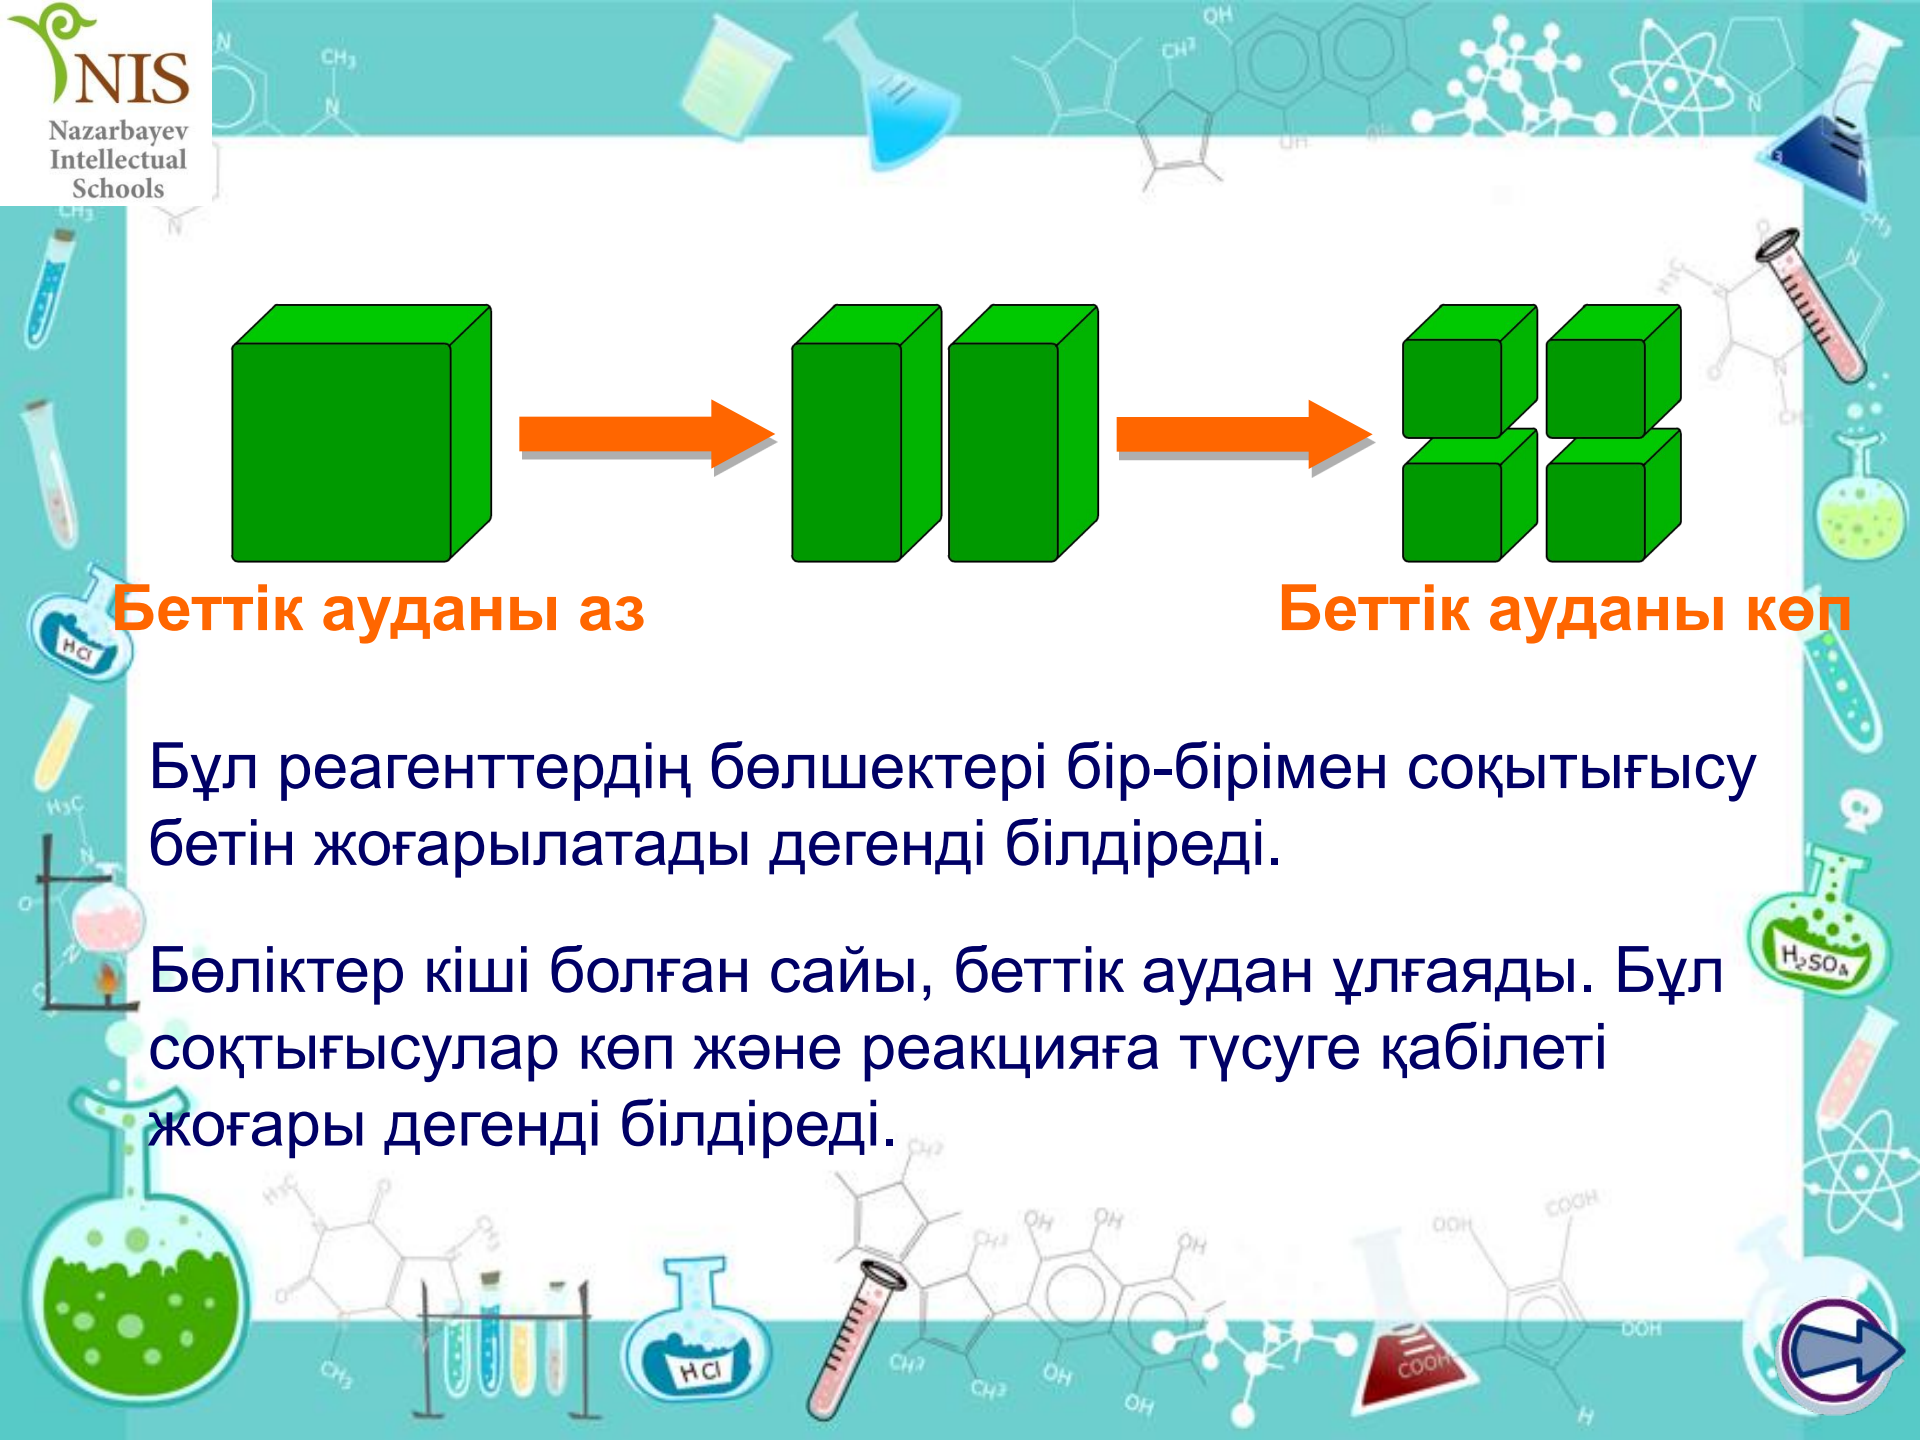 NIS
Nazarbayev
Intellectual
Schools
Беттік ауданы аз
Беттік ауданы көп
Бұл реагенттердің бөлшектері бір-бірімен соқытығысу
бетін жоғарылатады дегенді білдіреді.
Бөліктер кіші болған сайы, беттік аудан ұлғаяды. Бұл
соқтығысулар көп және реакцияға түсуге қабілеті
жоғары дегенді білдіреді.
HCl
H₂SO₄
HCl